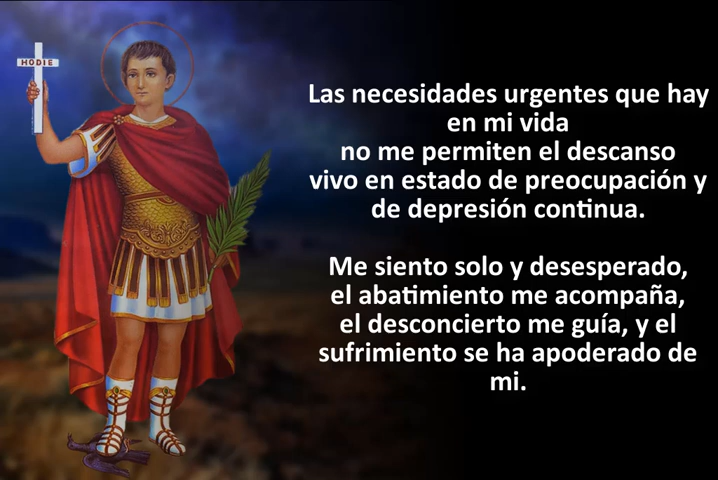 HODIE
Las necesidades urgentes que hay
en mi vida
no me permiten el descanso
vivo en estado de preocupación y
de depresión continua.
Me siento solo y desesperado,
el abatimiento me acompaña,
el desconcierto me guía, y el
sufrimiento se ha apoderado de
mi.